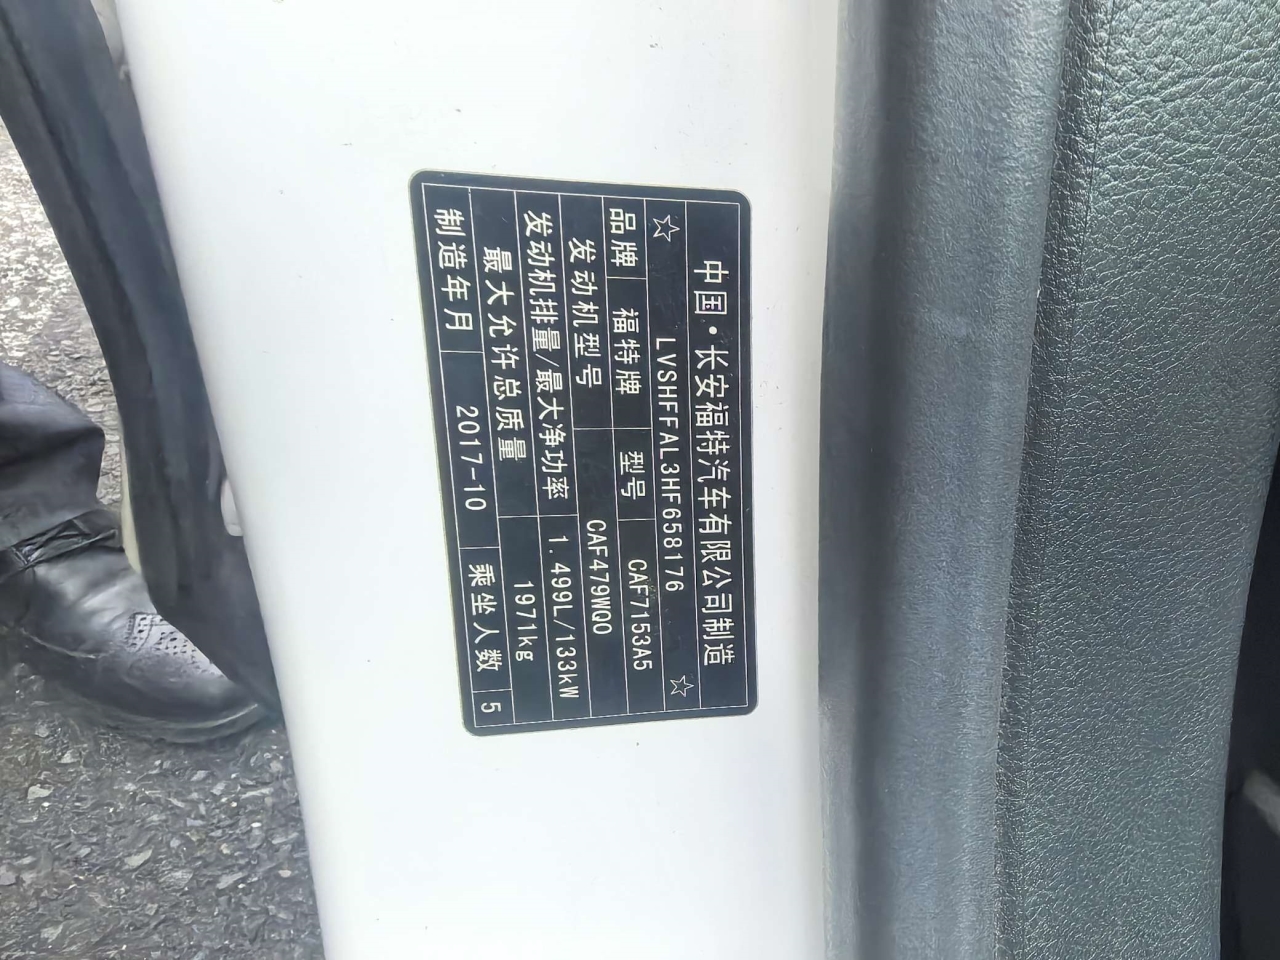 中国·长安福特汽车有限公司制造
☆ LVSHFFAL3HF658176 ☆
品牌 福特牌 型号 CAF7153A5
发动机型号 CAF479WQ0
发动机排量/最大净功率 1.499L/133kW
最大允许总质量 1971kg
制造年月 2017-10 乘坐人数 5